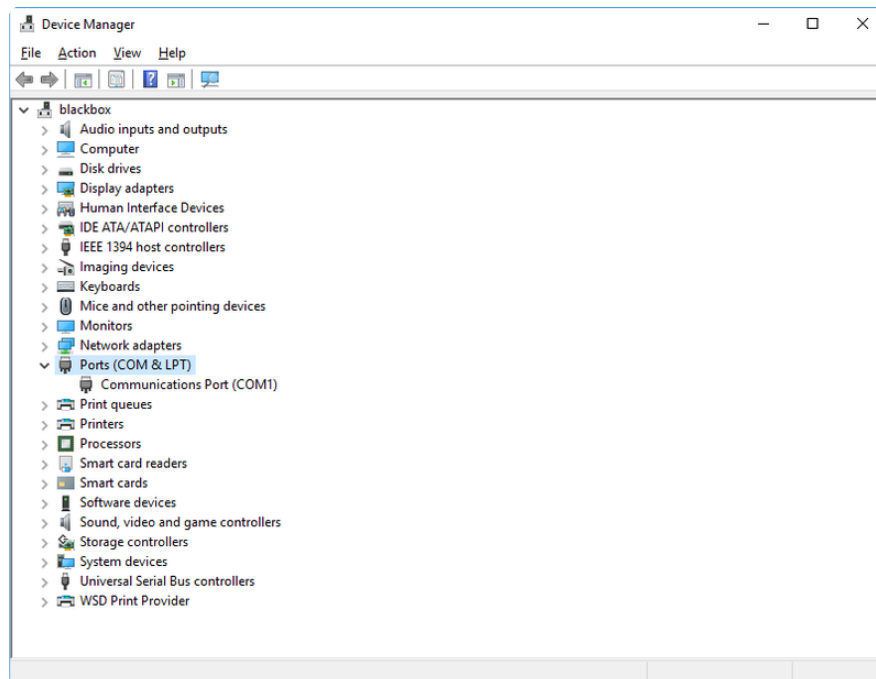 Device Manager
File Action View Help
blackbox
Audio inputs and outputs
Computer
Disk drives
Display adapters
Human Interface Devices
IDE ATA/ATAPI controllers
IEEE 1394 host controllers
Imaging devices
Keyboards
Mice and other pointing devices
Monitors
Network adapters
Ports (COM & LPT)
Communications Port (COM1)
Print queues
Printers
Processors
Smart card readers
Smart cards
Software devices
Sound, video and game controllers
Storage controllers
System devices
Universal Serial Bus controllers
WSD Print Provider